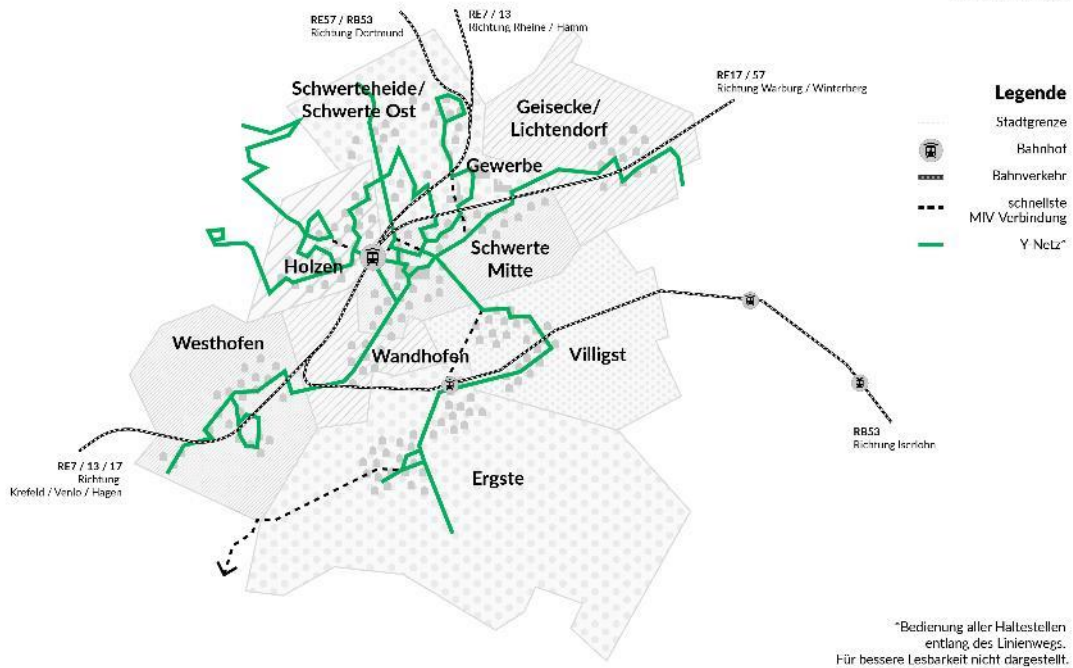 RE57 / RB53
Richtung Dortmund
RE7 / 13
Richtung Rheine / Hamm
RE17 / 57
Richtung Warburg / Winterberg
Schwerterheide/
Schwerte Ost
Geisecke/
Lichtendorf
Gewerbe
Schwerte
Mitte
Holzen
Westhofen
Wandhofen
Villigst
Ergste
RE7 / 13 / 17
Richtung
Krefeld / Venlo / Hagen
RB53
Richtung Iserlohn
Legende
Stadtgrenze
Bahnhof
Bahnverkehr
schnellste
MIV Verbindung
Y-Netz*
*Bedienung aller Haltestellen
entlang des Linienwegs.
Für bessere Lesbarkeit nicht dargestellt.